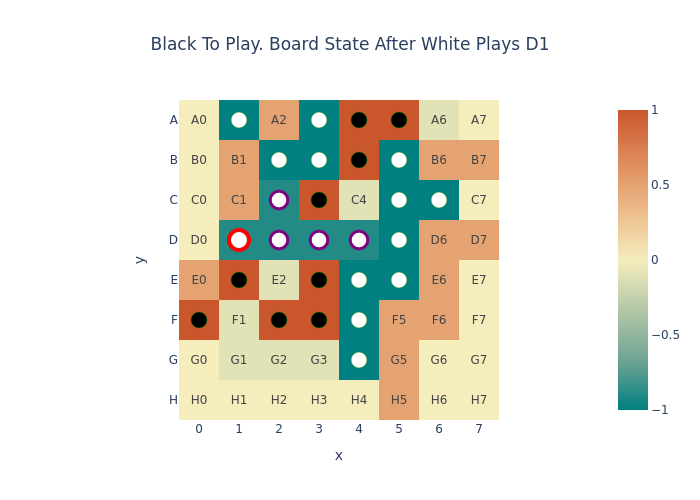 Black To Play. Board State After White Plays D1
A A0 A2 A6 A7
B B0 B1 B6 B7
C C0 C1 C4 C7
D D0 D6 D7
E E0 E2 E6 E7
F F1 F5 F6 F7
G G0 G1 G2 G3 G5 G6 G7
H H0 H1 H2 H3 H4 H5 H6 H7
0 1 2 3 4 5 6 7
x
y
1
0.5
0
−0.5
−1